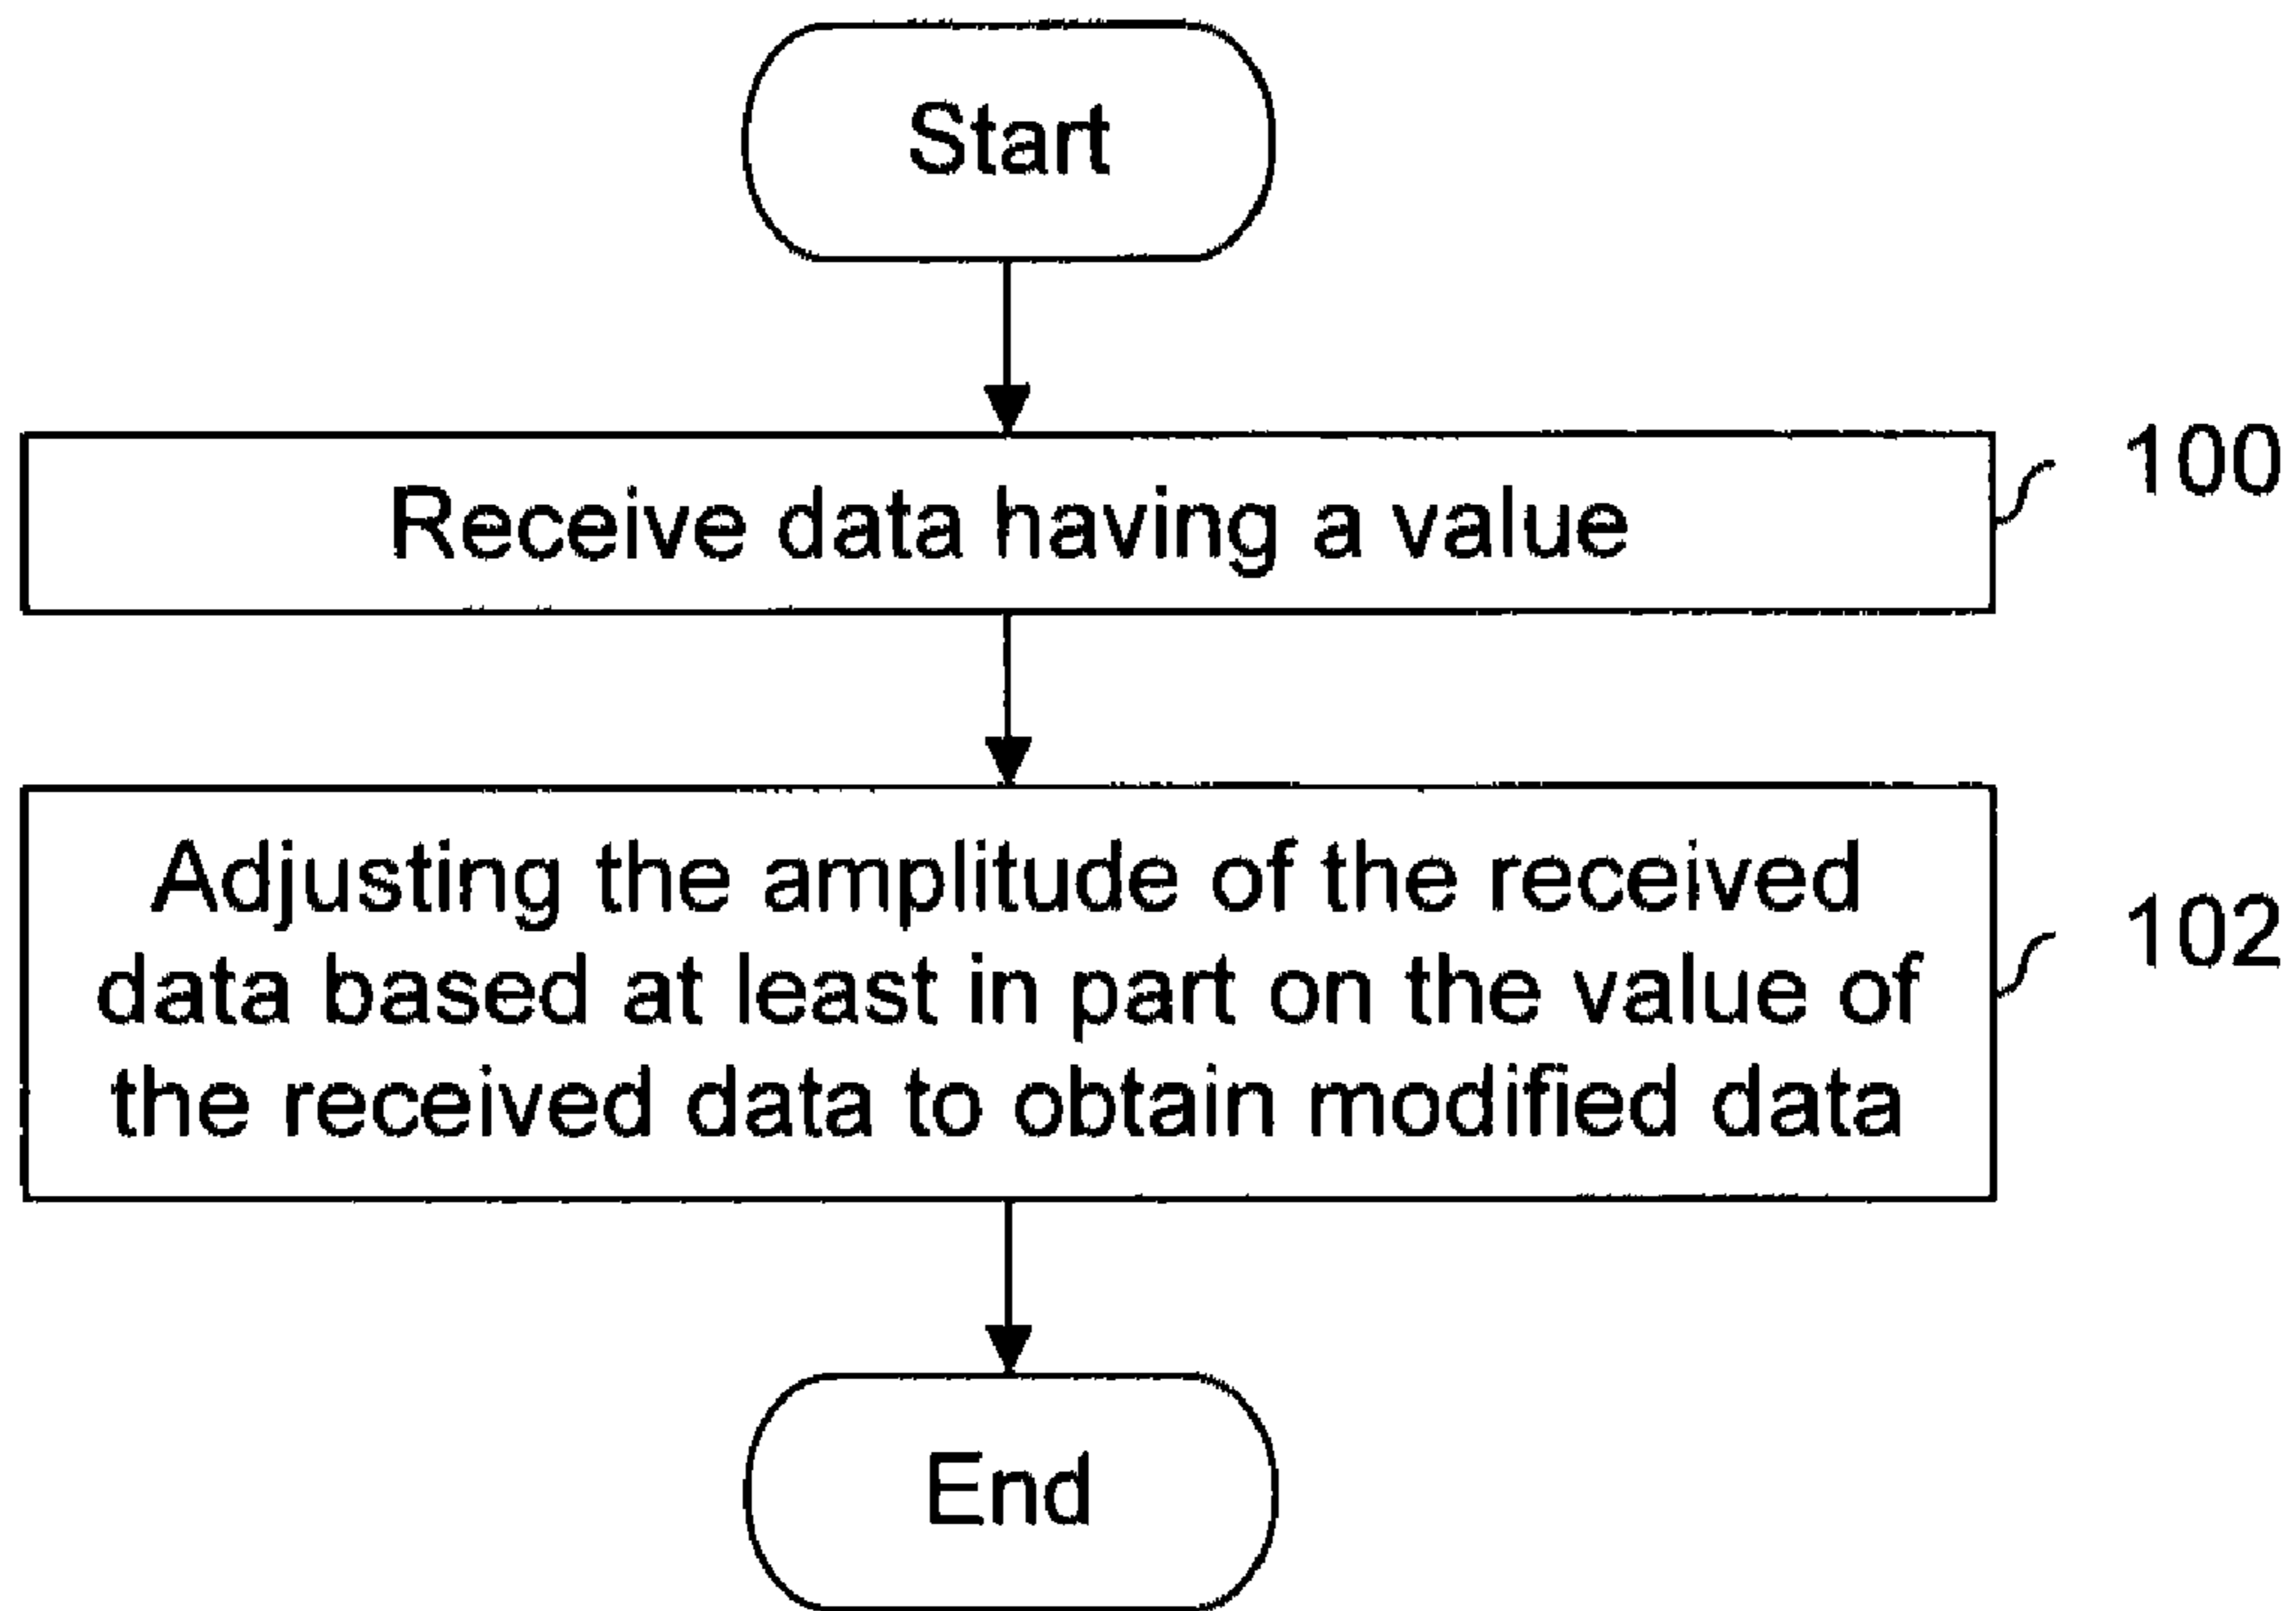 Start
Receive data having a value
100
Adjusting the amplitude of the received
data based at least in part on the value of
the received data to obtain modified data
102
End